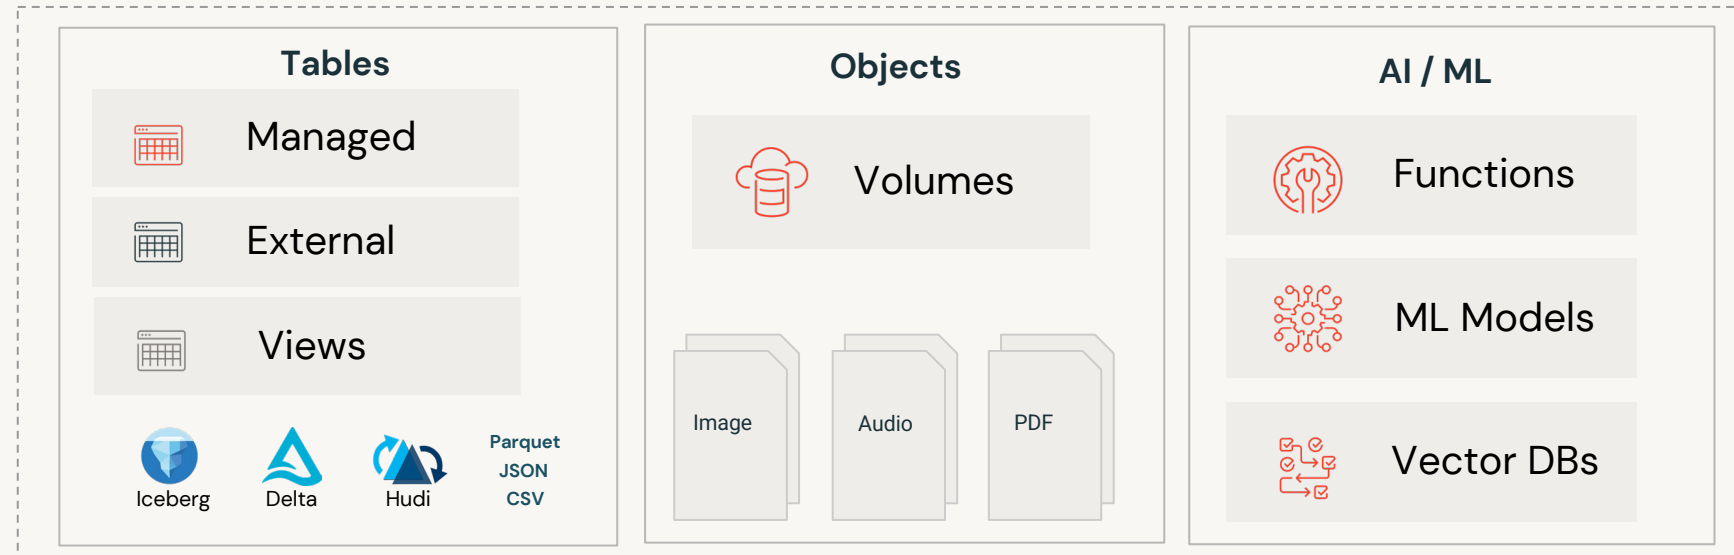 Tables
Managed
External
Views
Iceberg
Delta
Hudi
Parquet
JSON
CSV
Objects
Volumes
Image
Audio
PDF
AI / ML
Functions
ML Models
Vector DBs